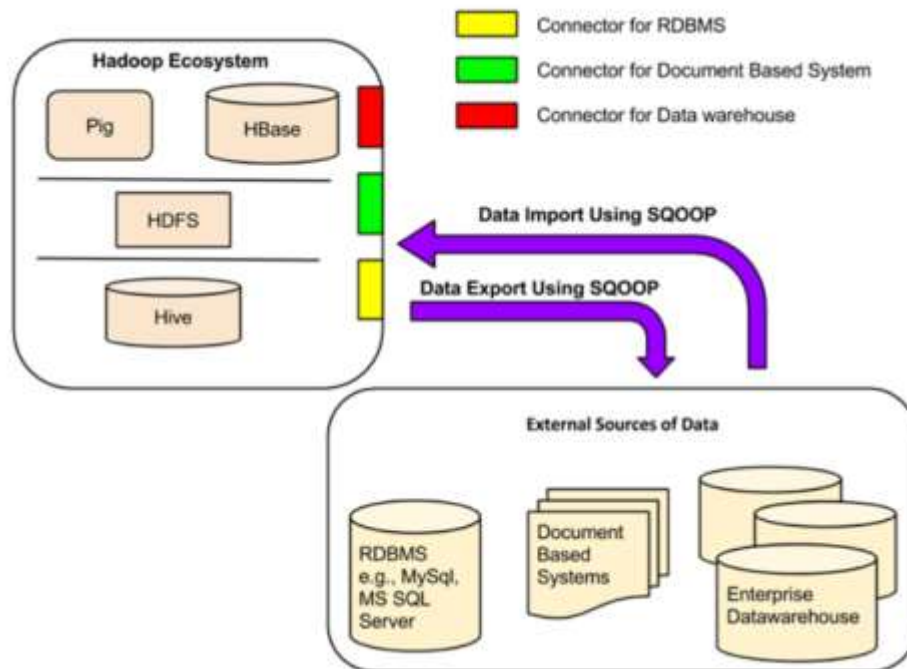 Connector for RDBMS
Hadoop Ecosystem
Connector for Document Based System
Pig
HBase
Connector for Data warehouse
Data Import Using SQOOP
HDFS
Data Export Using SQOOP
Hive
External Sources of Data
RDBMS
e.g., MySql,
MS SQL
Server
Document
Based
Systems
Enterprise
Datawarehouse